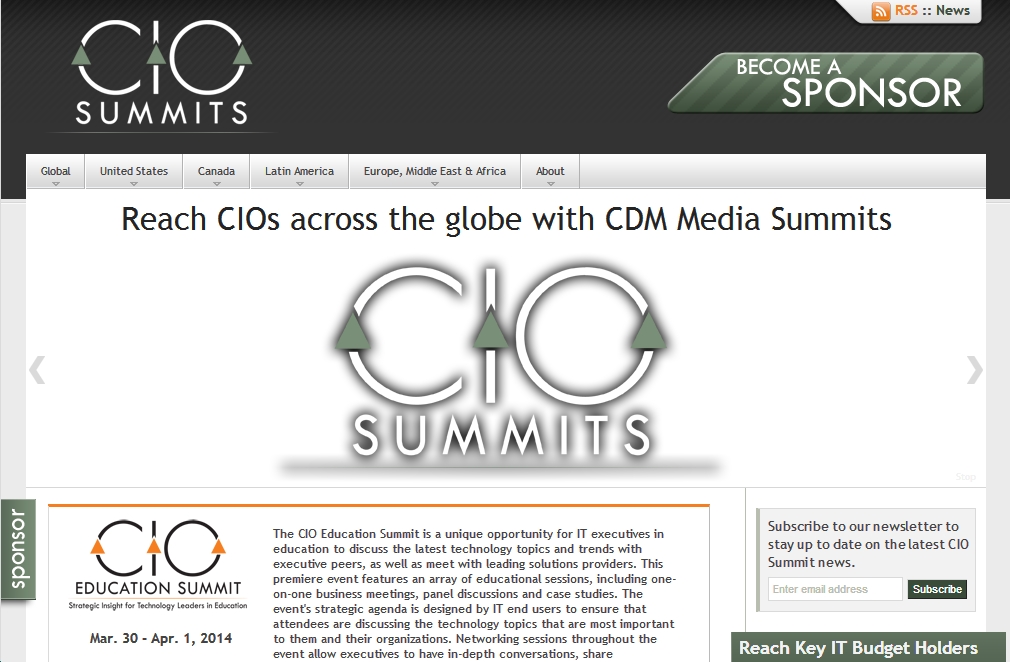 RSS :: News
CIO
SUMMITS
BECOME A
SPONSOR
Global United States Canada Latin America Europe, Middle East & Africa About
Reach CIOs across the globe with CDM Media Summits
CIO
SUMMITS
Stop
sponsor
CIO
EDUCATION SUMMIT
Strategic Insight for Technology Leaders in Education
Mar. 30 - Apr. 1, 2014
The CIO Education Summit is a unique opportunity for IT executives in
education to discuss the latest technology topics and trends with
executive peers, as well as meet with leading solutions providers. This
premiere event features an array of educational sessions, including one-
on-one business meetings, panel discussions and case studies. The
event's strategic agenda is designed by IT end users to ensure that
attendees are discussing the technology topics that are most important
to them and their organizations. Networking sessions throughout the
event allow executives to have in-depth conversations, share
Subscribe to our newsletter to
stay up to date on the latest CIO
Summit news.
Enter email address Subscribe
Reach Key IT Budget Holders